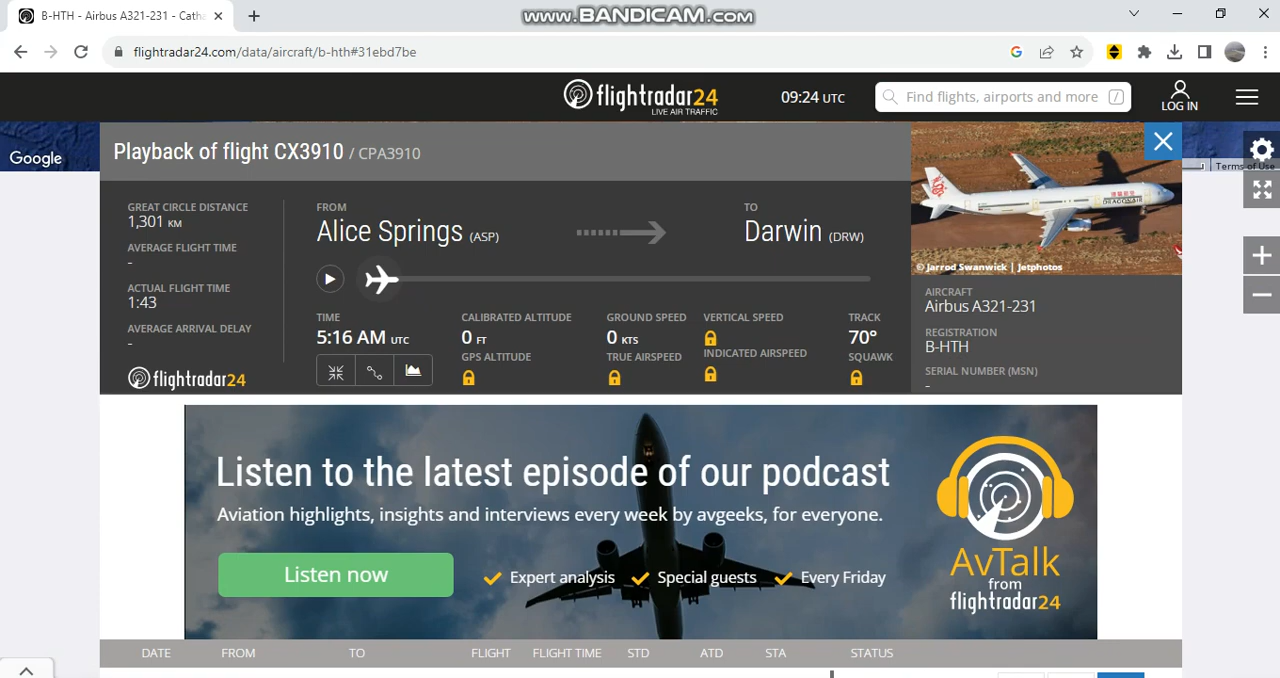 B-HTH - Airbus A321-231 - Catha
www.BANDICAM.com
flightradar24.com/data/aircraft/b-hth#31ebd7be
flightradar24
LIVE AIR TRAFFIC
09:24 UTC
Find flights, airports and more /
LOG IN
Google
Playback of flight CX3910 / CPA3910
Terms of Use
GREAT CIRCLE DISTANCE
1,301 KM
AVERAGE FLIGHT TIME
-
ACTUAL FLIGHT TIME
1:43
AVERAGE ARRIVAL DELAY
-
flightradar24
FROM
Alice Springs (ASP)
TO
Darwin (DRW)
TIME
5:16 AM UTC
CALIBRATED ALTITUDE
0 FT
GPS ALTITUDE
GROUND SPEED
0 KTS
TRUE AIRSPEED
VERTICAL SPEED
INDICATED AIRSPEED
TRACK
70°
SQUAWK
DRAGONAIR
© Jarrod Swanwick | Jetphotos
AIRCRAFT
Airbus A321-231
REGISTRATION
B-HTH
SERIAL NUMBER (MSN)
-
Listen to the latest episode of our podcast
Aviation highlights, insights and interviews every week by avgeeks, for everyone.
Listen now
Expert analysis
Special guests
Every Friday
AvTalk
from
flightradar24
DATE FROM TO FLIGHT FLIGHT TIME STD ATD STA STATUS